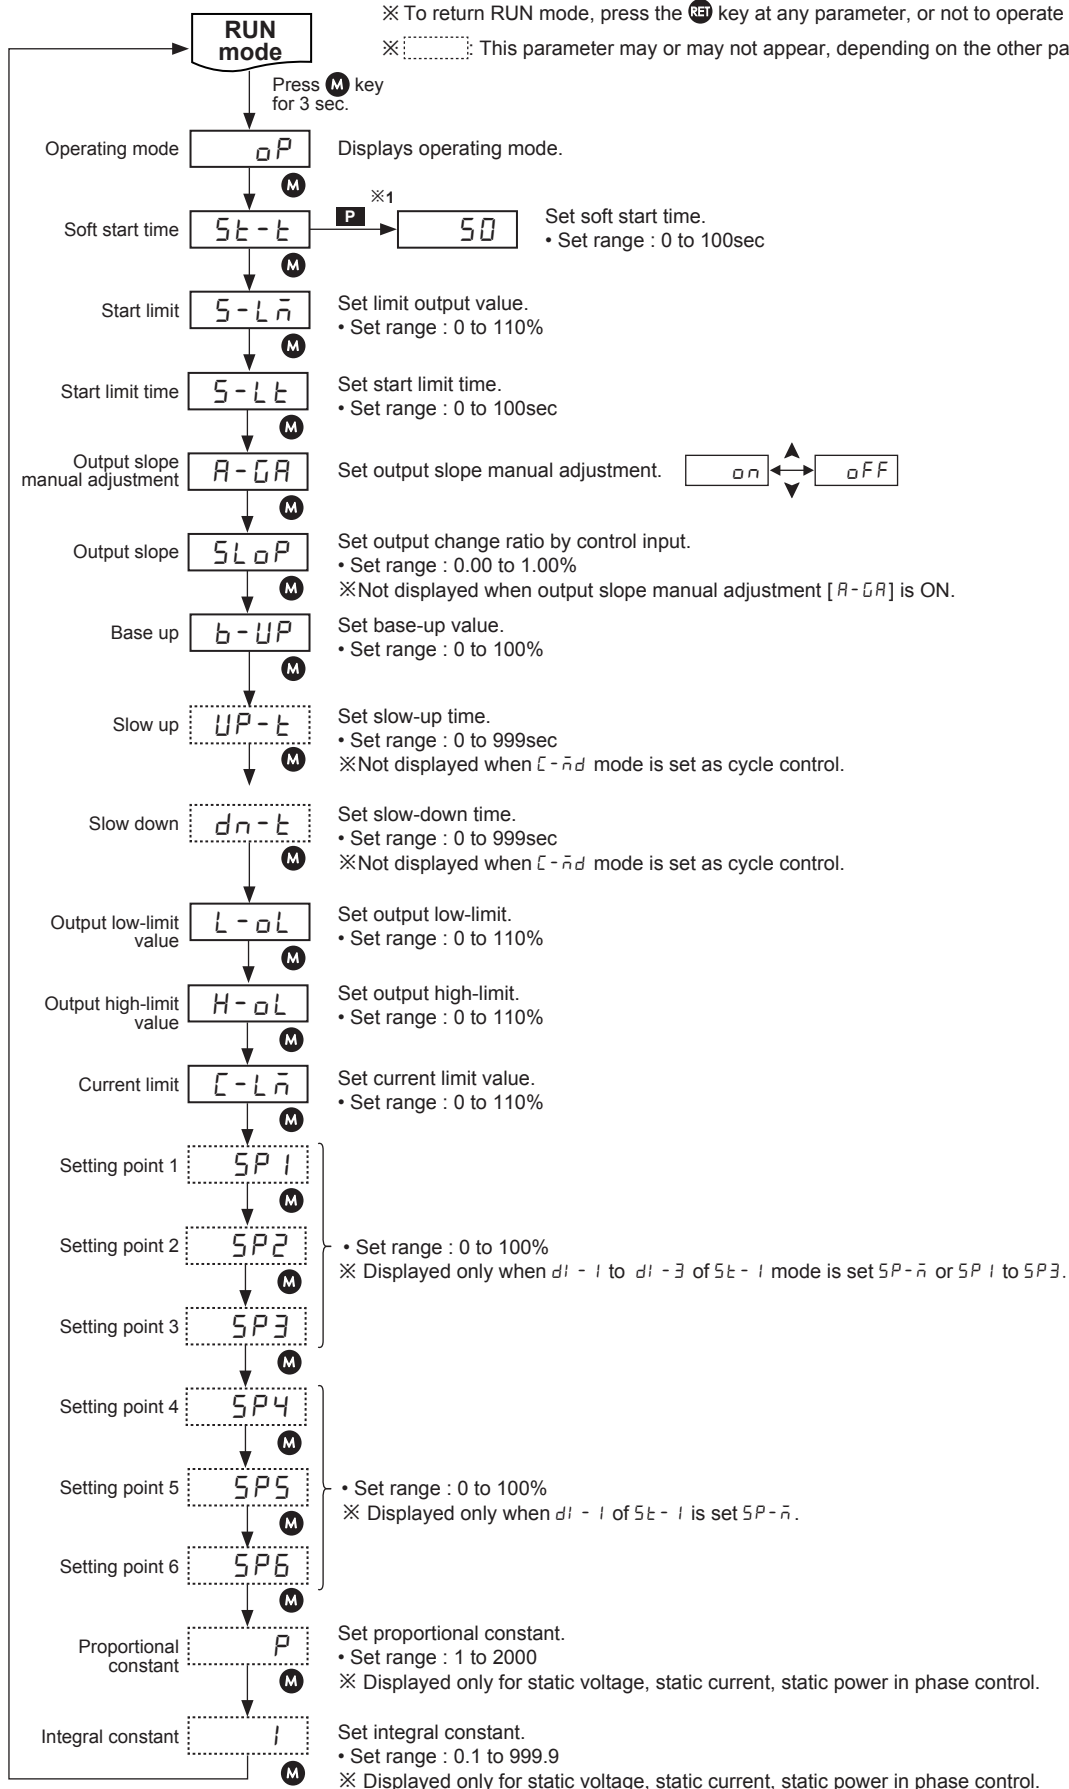 ※ To return RUN mode, press the RET key at any parameter, or not to operate
※ : This parameter may or may not appear, depending on the other pa
RUN
mode
Press M key
for 3 sec.
Operating mode
oP
Displays operating mode.
M
Soft start time
St-t
P
※1
50
Set soft start time.
• Set range : 0 to 100sec
M
Start limit
S-Lm̄
Set limit output value.
• Set range : 0 to 110%
M
Start limit time
S-Lt
Set start limit time.
• Set range : 0 to 100sec
M
Output slope
manual adjustment
A-GA
Set output slope manual adjustment.
on
oFF
M
Output slope
SLoP
Set output change ratio by control input.
• Set range : 0.00 to 1.00%
※Not displayed when output slope manual adjustment [A-GA] is ON.
M
Base up
b-UP
Set base-up value.
• Set range : 0 to 100%
M
Slow up
UP-t
Set slow-up time.
• Set range : 0 to 999sec
※Not displayed when C-n̄d mode is set as cycle control.
M
Slow down
dn-t
Set slow-down time.
• Set range : 0 to 999sec
※Not displayed when C-n̄d mode is set as cycle control.
M
Output low-limit
value
L-oL
Set output low-limit.
• Set range : 0 to 110%
M
Output high-limit
value
H-oL
Set output high-limit.
• Set range : 0 to 110%
M
Current limit
C-Ln̄
Set current limit value.
• Set range : 0 to 110%
M
Setting point 1
SP1
M
Setting point 2
SP2
• Set range : 0 to 100%
※ Displayed only when dI-1 to dI-3 of St-1 mode is set SP-n̄ or SP1 to SP3.
M
Setting point 3
SP3
M
Setting point 4
SP4
M
Setting point 5
SP5
• Set range : 0 to 100%
※ Displayed only when dI-1 of St-1 is set SP-n̄.
M
Setting point 6
SP6
M
Proportional
constant
P
Set proportional constant.
• Set range : 1 to 2000
※ Displayed only for static voltage, static current, static power in phase control.
M
Integral constant
I
Set integral constant.
• Set range : 0.1 to 999.9
※ Displayed only for static voltage, static current, static power in phase control.
M